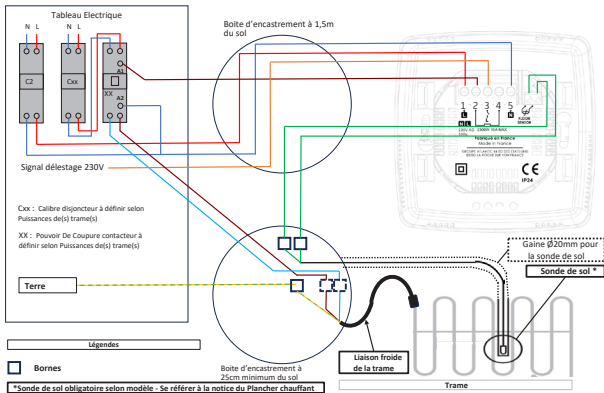 Tableau Electrique
N L
N L
C2
Cxx
XX
A1
A2
Boite d'encastrement à 1,5m
du sol
1 2 3 4 5
L
N
N L
FLOOR
SENSOR
Fabriqué en France
Made in France
IP24
Signal délestage 230V
Cxx : Calibre disjoncteur à définir selon
Puissances de(s) trame(s)
XX : Pouvoir De Coupure contacteur à
définir selon Puissances de(s) trame(s)
Terre
Gaine Ø20mm pour
la sonde de sol
Sonde de sol *
Légendes
Bornes
Boite d'encastrement à
25cm minimum du sol
Liaison froide
de la trame
Trame
*Sonde de sol obligatoire selon modèle - Se référer à la notice du Plancher chauffant